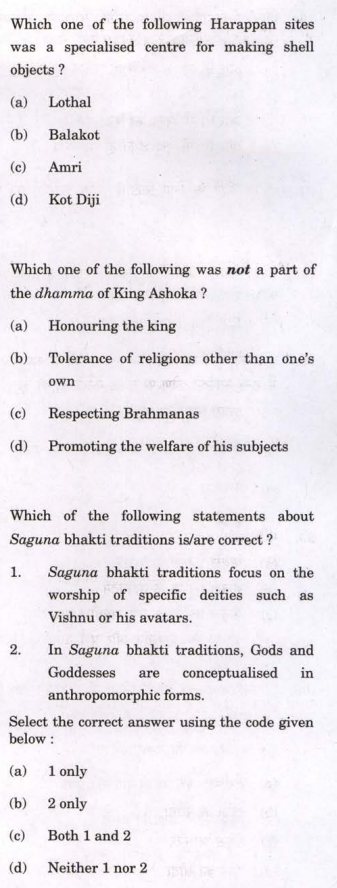 Which one of the following Harappan sites
was a specialised centre for making shell
objects ?
(a) Lothal
(b) Balakot
(c) Amri
(d) Kot Diji
Which one of the following was not a part of
the dhamma of King Ashoka ?
(a) Honouring the king
(b) Tolerance of religions other than one's
own
(c) Respecting Brahmanas
(d) Promoting the welfare of his subjects
Which of the following statements about
Saguna bhakti traditions is/are correct ?
1. Saguna bhakti traditions focus on the
worship of specific deities such as
Vishnu or his avatars.
2. In Saguna bhakti traditions, Gods and
Goddesses are conceptualised in
anthropomorphic forms.
Select the correct answer using the code given
below :
(a) 1 only
(b) 2 only
(c) Both 1 and 2
(d) Neither 1 nor 2